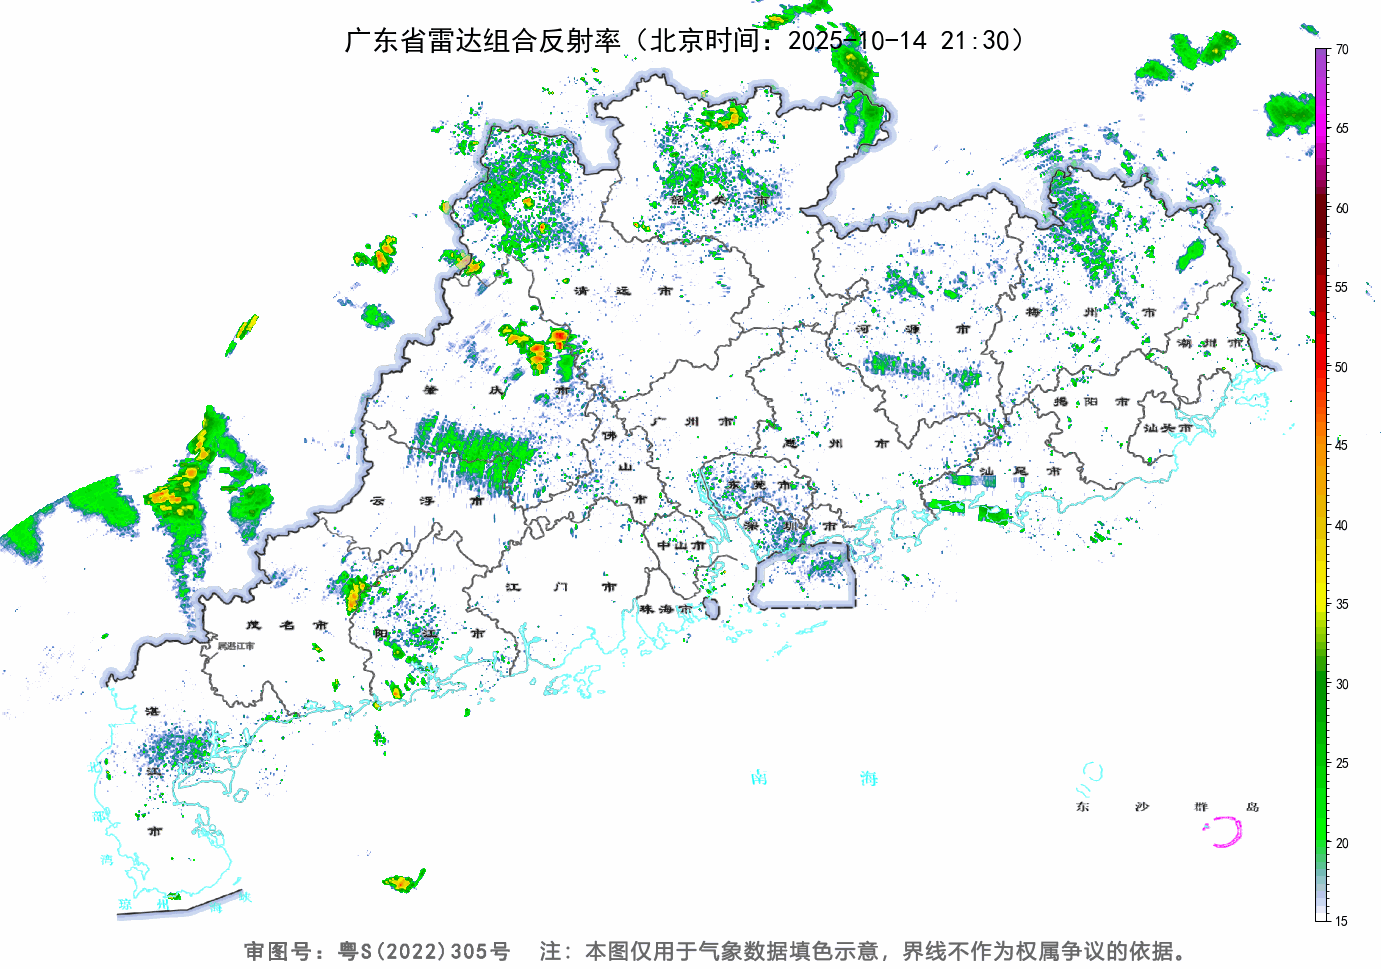 广东省雷达组合反射率（北京时间：2025-10-14 21:30）
70
65
60
55
50
45
40
35
30
25
20
15
韶关市
清远市
河源市
梅州市
潮州市
肇庆市
广州市
佛山市
惠州市
揭阳市
汕头市
汕尾市
云浮市
东莞市
深圳市
中山市
江门市
珠海市
茂名市
属湛江市
阳江市
湛江市
南海
东沙群岛
北部湾
琼州海峡
审图号：粤S(2022)305号 注：本图仅用于气象数据填色示意，界线不作为权属争议的依据。